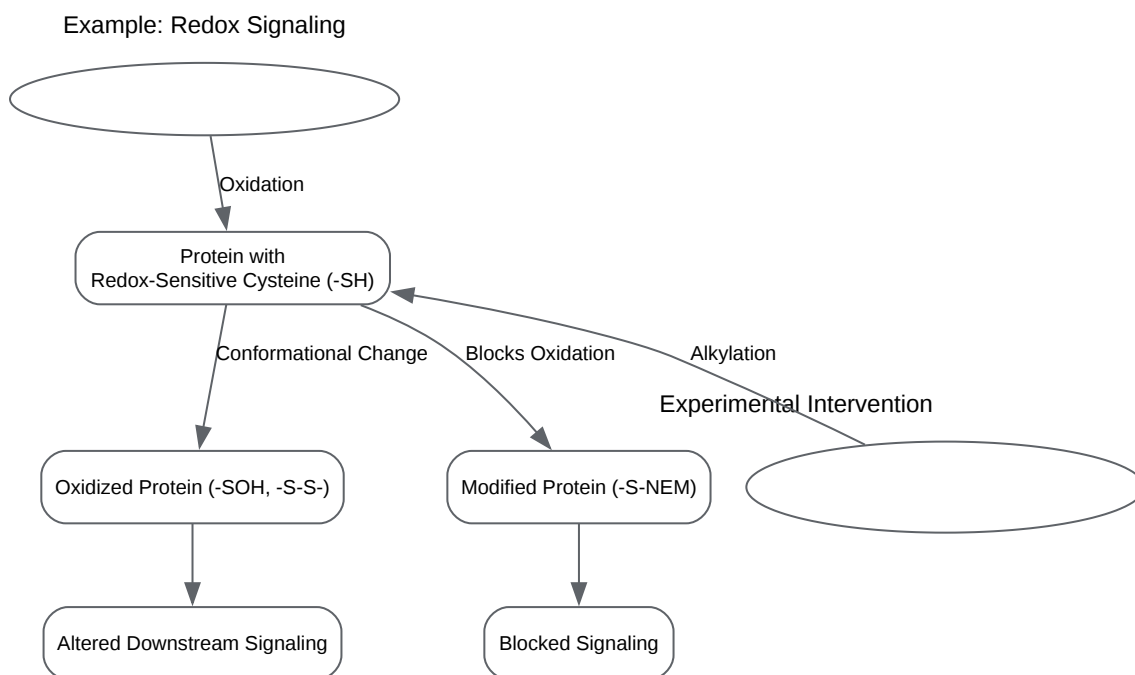 Example: Redox Signaling
Oxidation
Protein with
Redox-Sensitive Cysteine (-SH)
Conformational Change
Blocks Oxidation
Alkylation
Experimental Intervention
Oxidized Protein (-SOH, -S-S-)
Modified Protein (-S-NEM)
Altered Downstream Signaling
Blocked Signaling